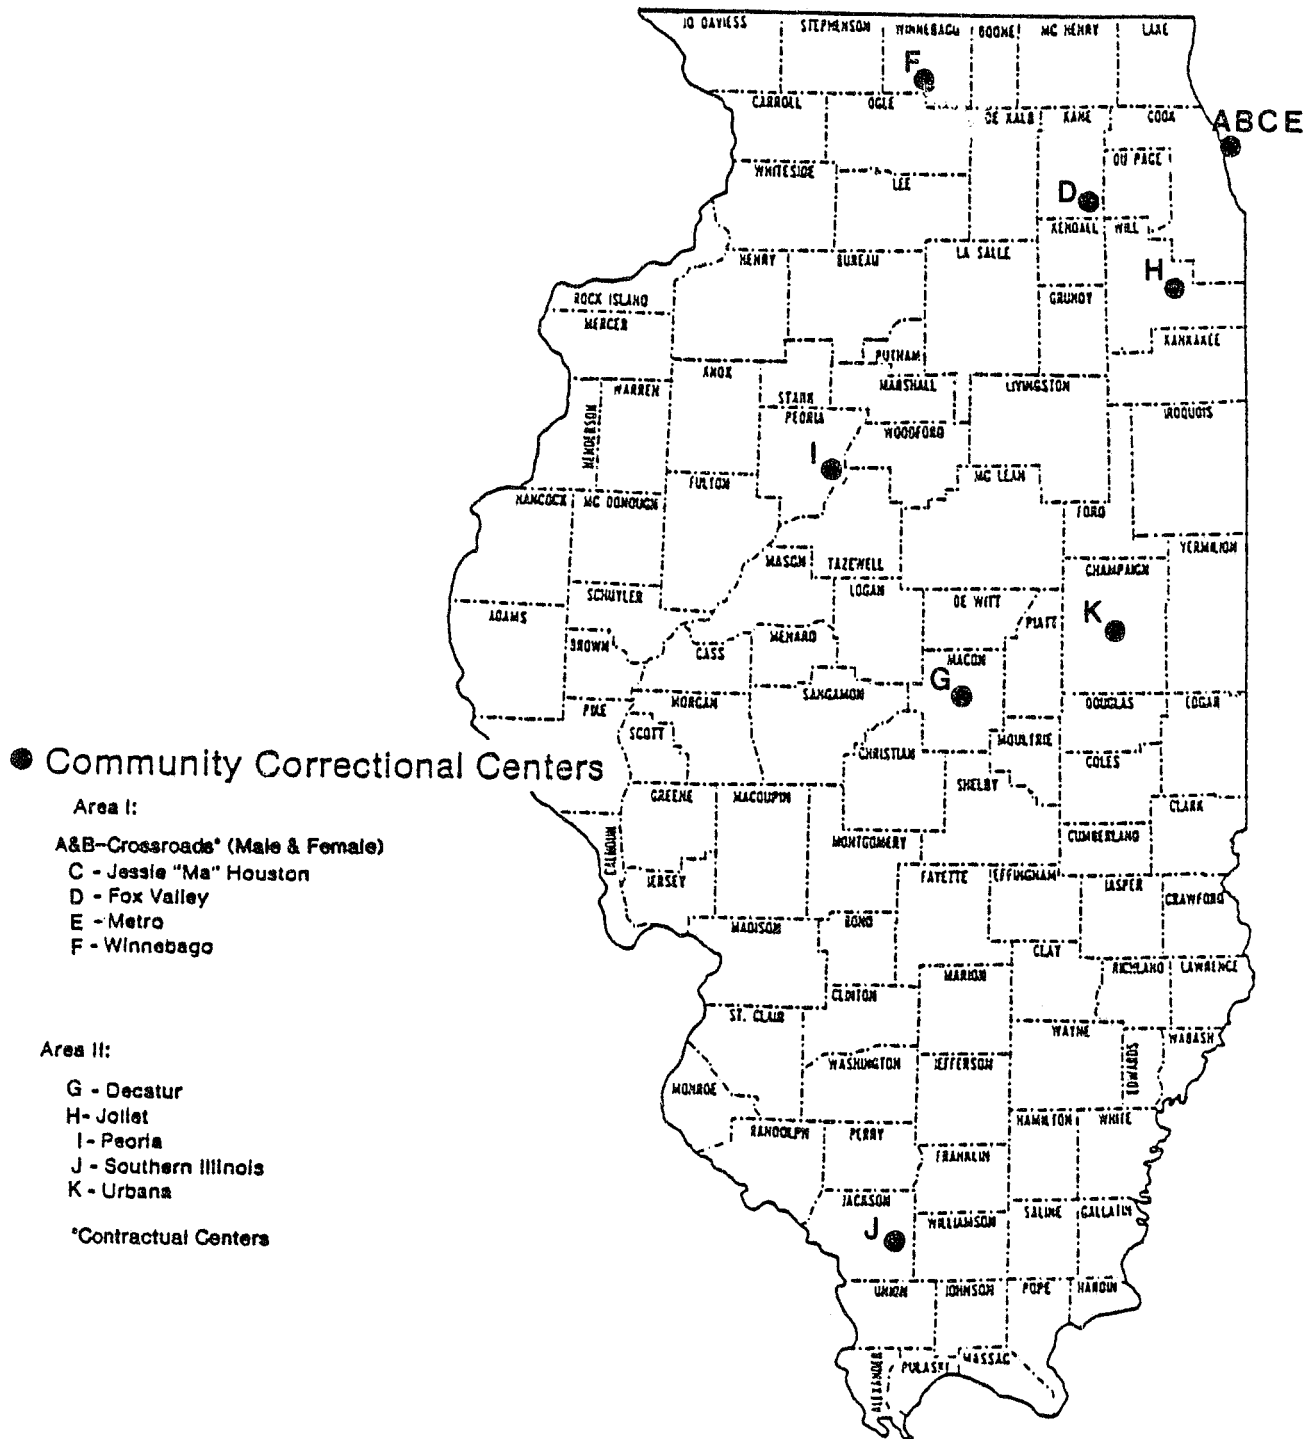 JO DAVIESS STEPHENSON WINNEBAGO BOONE MC HENRY LAKE
F
CARROLL OGLE DE KALB KANE COOK
ABCE
WHITESIDE LEE DU PAGE
D
KENDALL WILL
HENRY BUREAU LA SALLE
H
ROCK ISLAND GRUNDY
MERCER
KANKAKEE
PUTNAM
KNOX
WARREN STARK MARSHALL LIVINGSTON
PEORIA IROQUOIS
HENDERSON WOODFORD
I
FULTON MC LEAN
HANCOCK MC DONOUGH FORD
VERMILION
MASON TAZEWELL CHAMPAIGN
SCHUYLER LOGAN DE WITT
ADAMS PIATT
K
BROWN CASS MENARD MACON
G
PIKE MORGAN SANGAMON DOUGLAS EDGAR
SCOTT CHRISTIAN MOULTRIE
COLES
Community Correctional Centers
SHELBY
GREENE MACOUPIN CLARK
CALHOUN MONTGOMERY CUMBERLAND
JERSEY FAYETTE EFFINGHAM JASPER CRAWFORD
MADISON BOND
CLAY
MARION RICHLAND LAWRENCE
CLINTON
ST. CLAIR WAYNE WABASH
EDWARDS
WASHINGTON JEFFERSON
MONROE
RANDOLPH PERRY HAMILTON WHITE
FRANKLIN
JACKSON
SALINE GALLATIN
WILLIAMSON
J
UNION JOHNSON POPE HARDIN
ALEXANDER PULASKI MASSAC
Area I:
A&B-Crossroads* (Male & Female)
C - Jessie "Ma" Houston
D - Fox Valley
E - Metro
F - Winnebago
Area II:
G - Decatur
H- Joliet
I - Peoria
J - Southern Illinois
K - Urbana
*Contractual Centers